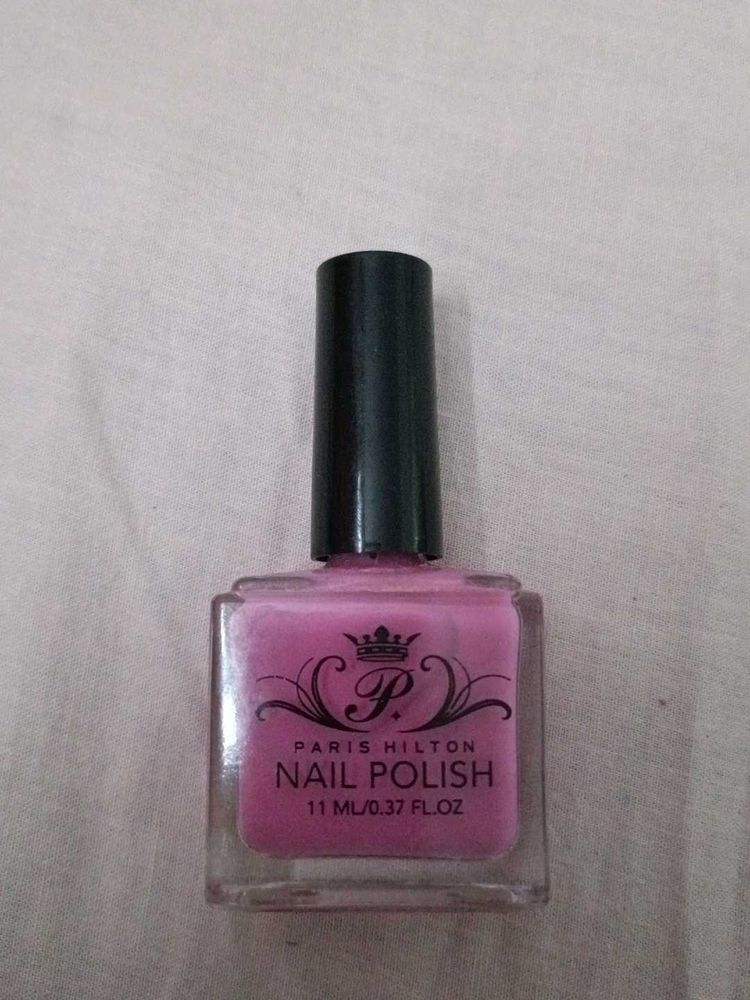 P
PARIS HILTON
NAIL POLISH
11 ML/0.37 FL.OZ